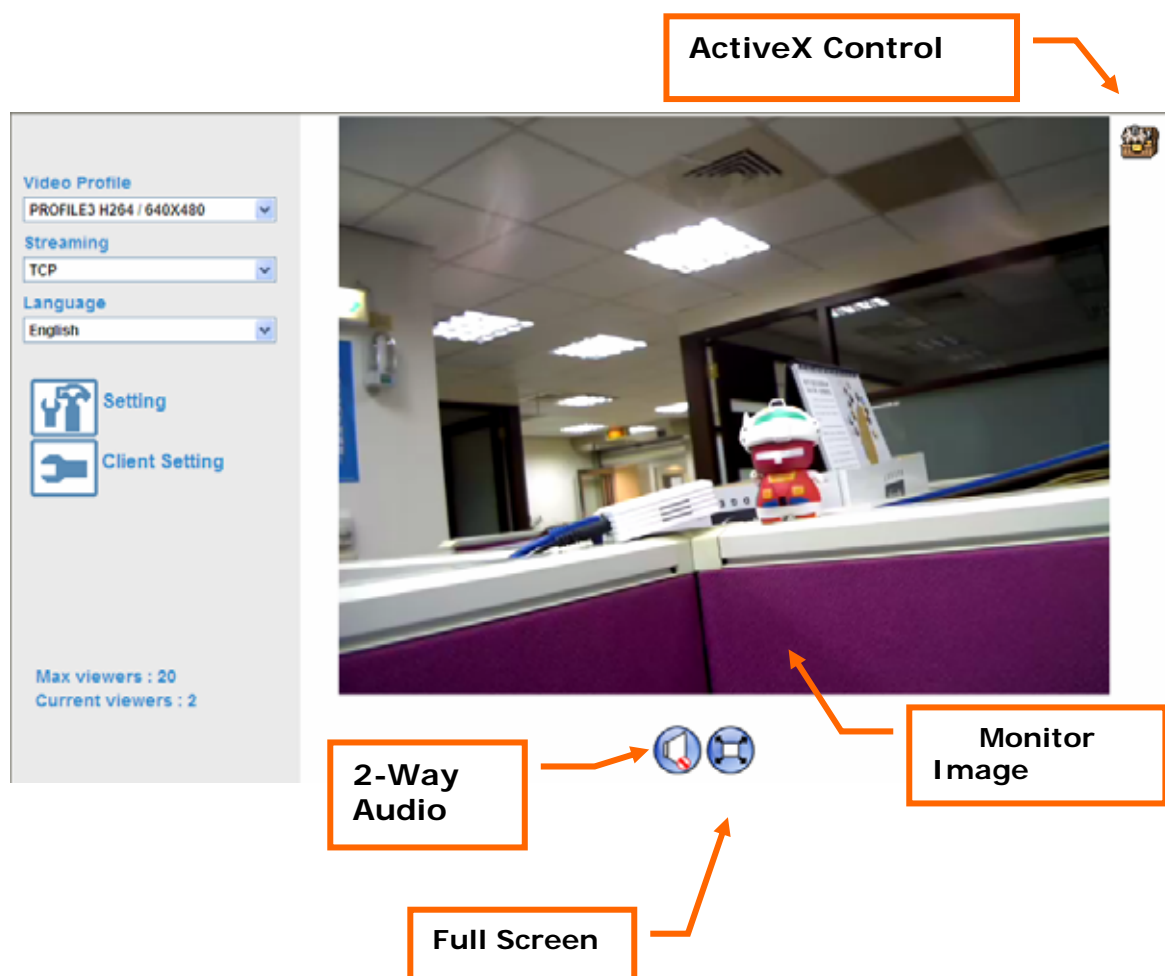 ActiveX Control
Video Profile
PROFILE3 H264 / 640X480
Streaming
TCP
Language
English
Setting
Client Setting
Max viewers : 20
Current viewers : 2
2-Way
Audio
Monitor
Image
Full Screen